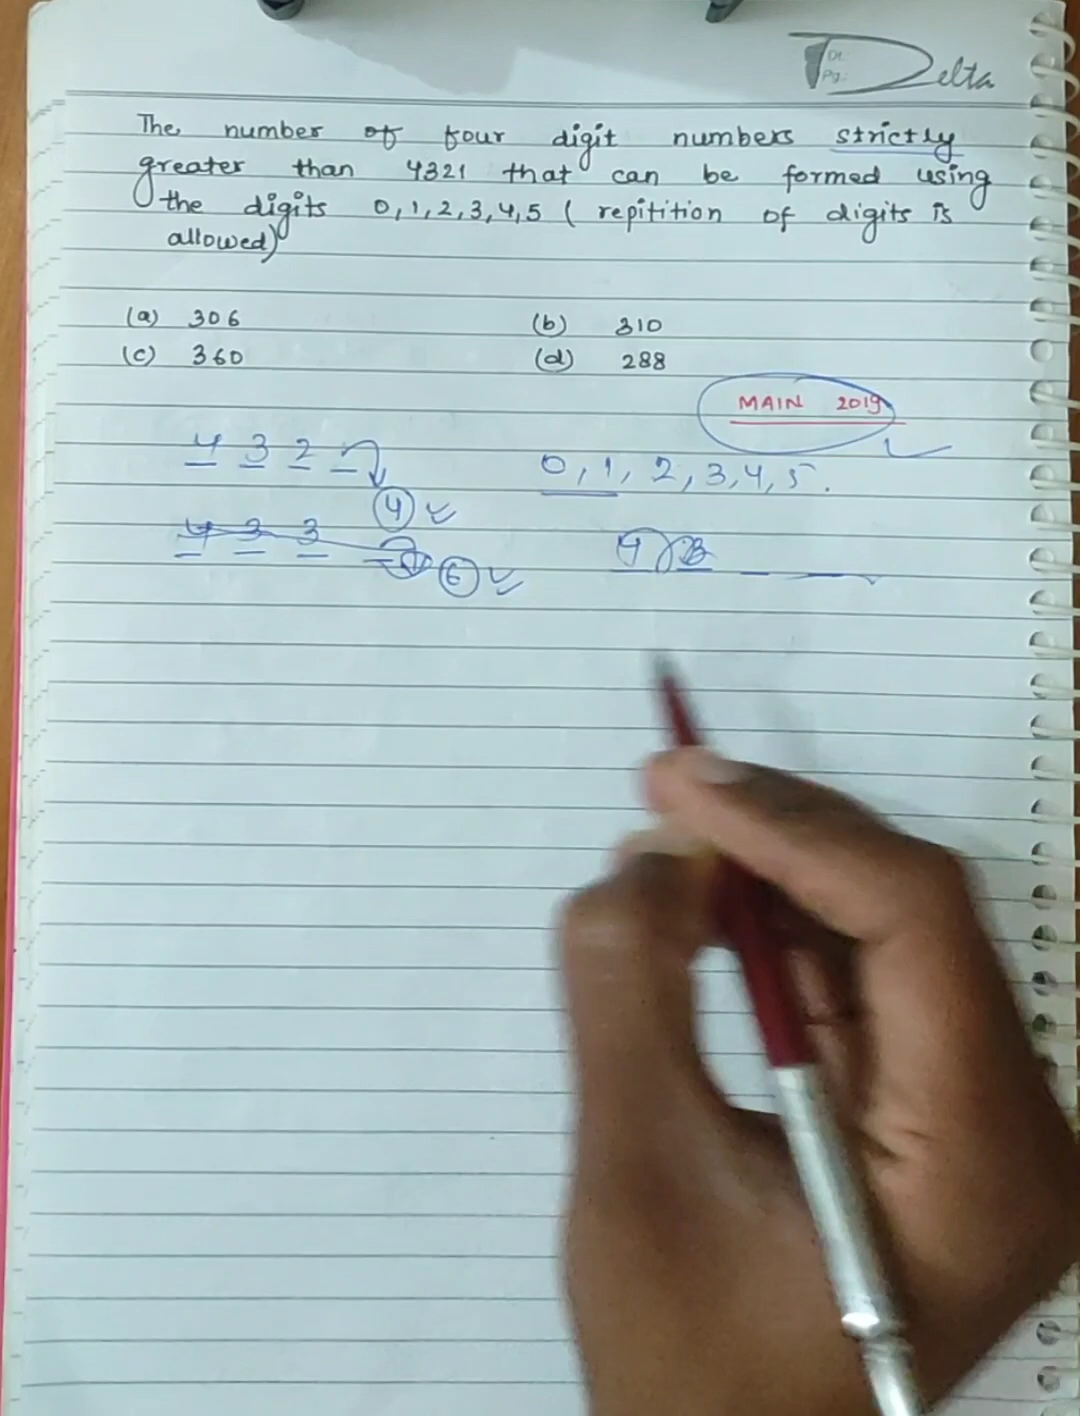 Delta
Dt.:
Pg.:
The number of four digit numbers strictly
greater than 4321 that can be formed using
the digits 0,1,2,3,4,5 ( repitition of digits is
allowed)
(a) 306 (b) 310
(c) 360 (d) 288
MAIN 2019
4 3 2 _ 0,1,2,3,4,5.
4
4 3 3 _
6